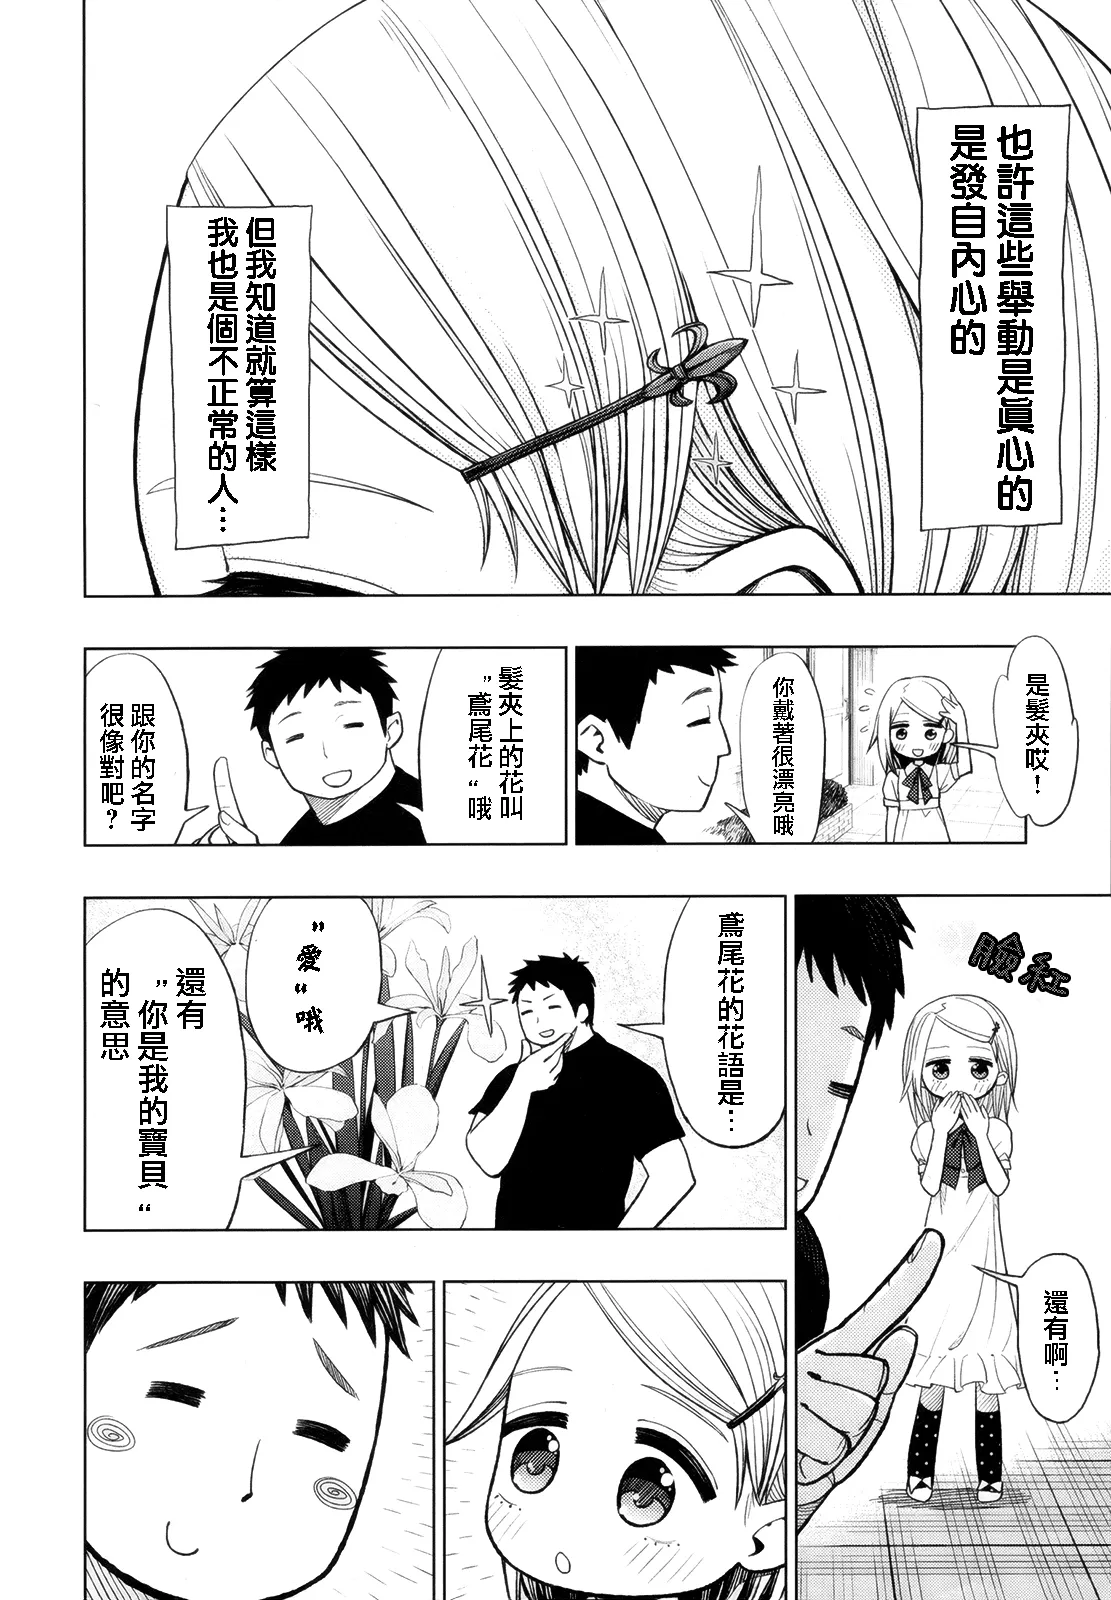 也許這些舉動是眞心的
是發自內心的
但我知道就算這樣
我也是個不正常的人…
是髮夾哎！
你戴著很漂亮哦
髮夾上的花叫
”鳶尾花“哦
跟你的名字
很像對吧？
臉紅
還有啊…
鳶尾花的花語是…
”愛“哦
還有
”你是我的寶貝“
的意思